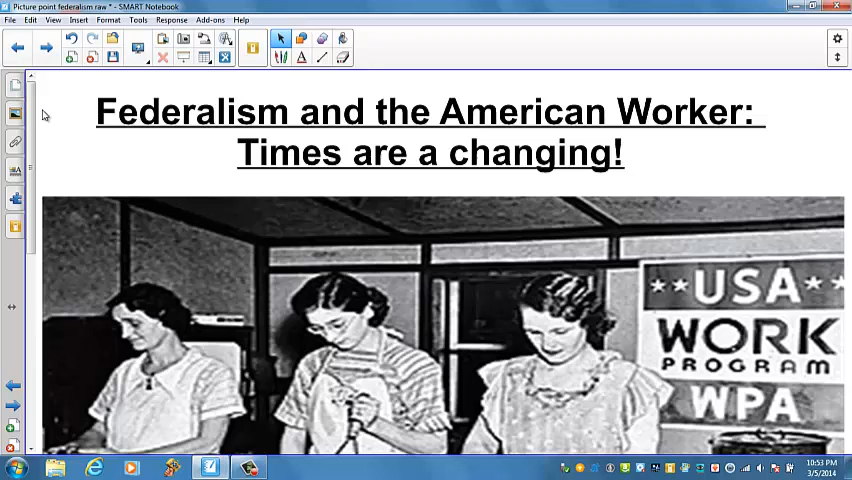 Picture point federalism raw * - SMART Notebook
File Edit View Insert Format Tools Response Add-ons Help
Federalism and the American Worker:
Times are a changing!
**USA**
WORK
PROGRAM
WPA
10:53 PM
3/5/2014